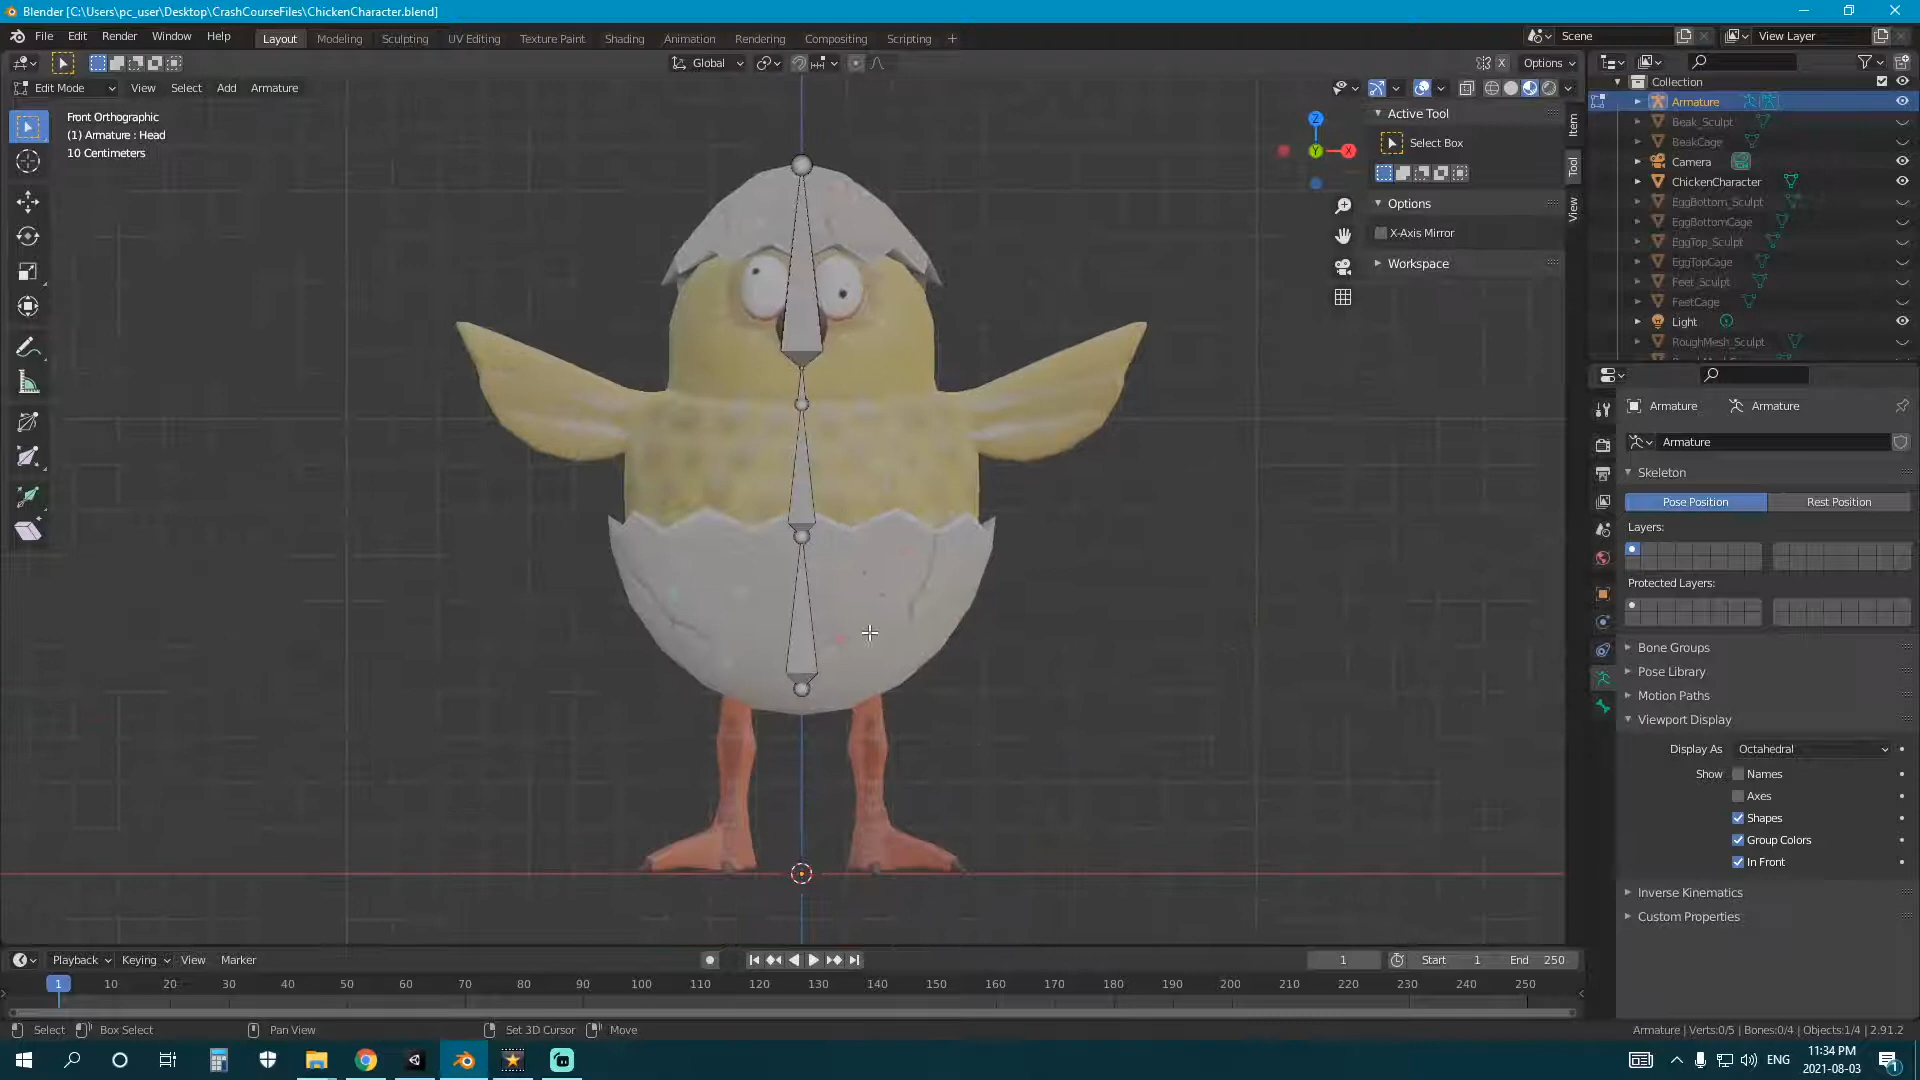 Blender [C:\Users\pc_user\Desktop\CrashCourseFiles\ChickenCharacter.blend]
File Edit Render Window Help Layout Modeling Sculpting UV Editing Texture Paint Shading Animation Rendering Compositing Scripting + Scene View Layer
Global Options
Edit Mode View Select Add Armature
Front Orthographic
(1) Armature : Head
10 Centimeters
Z
Y
X
Active Tool
Select Box
Options
X-Axis Mirror
Workspace
Item
Tool
View
Collection
Armature
Beak_Sculpt
BeakCage
Camera
ChickenCharacter
EggBottom_Sculpt
EggBottomCage
EggTop_Sculpt
EggTopCage
Feet_Sculpt
FeetCage
Light
RoughMesh_Sculpt
Armature Armature
Armature
Skeleton
Pose Position Rest Position
Layers:
Protected Layers:
Bone Groups
Pose Library
Motion Paths
Viewport Display
Display As Octahedral
Show Names
Axes
Shapes
Group Colors
In Front
Inverse Kinematics
Custom Properties
Playback Keying View Marker 1 Start 1 End 250
1 10 20 30 40 50 60 70 80 90 100 110 120 130 140 150 160 170 180 190 200 210 220 230 240 250
Select Box Select Pan View Set 3D Cursor Move Armature | Verts:0/5 | Bones:0/4 | Objects:1/4 | 2.91.2
ENG
11:34 PM
2021-08-03
1